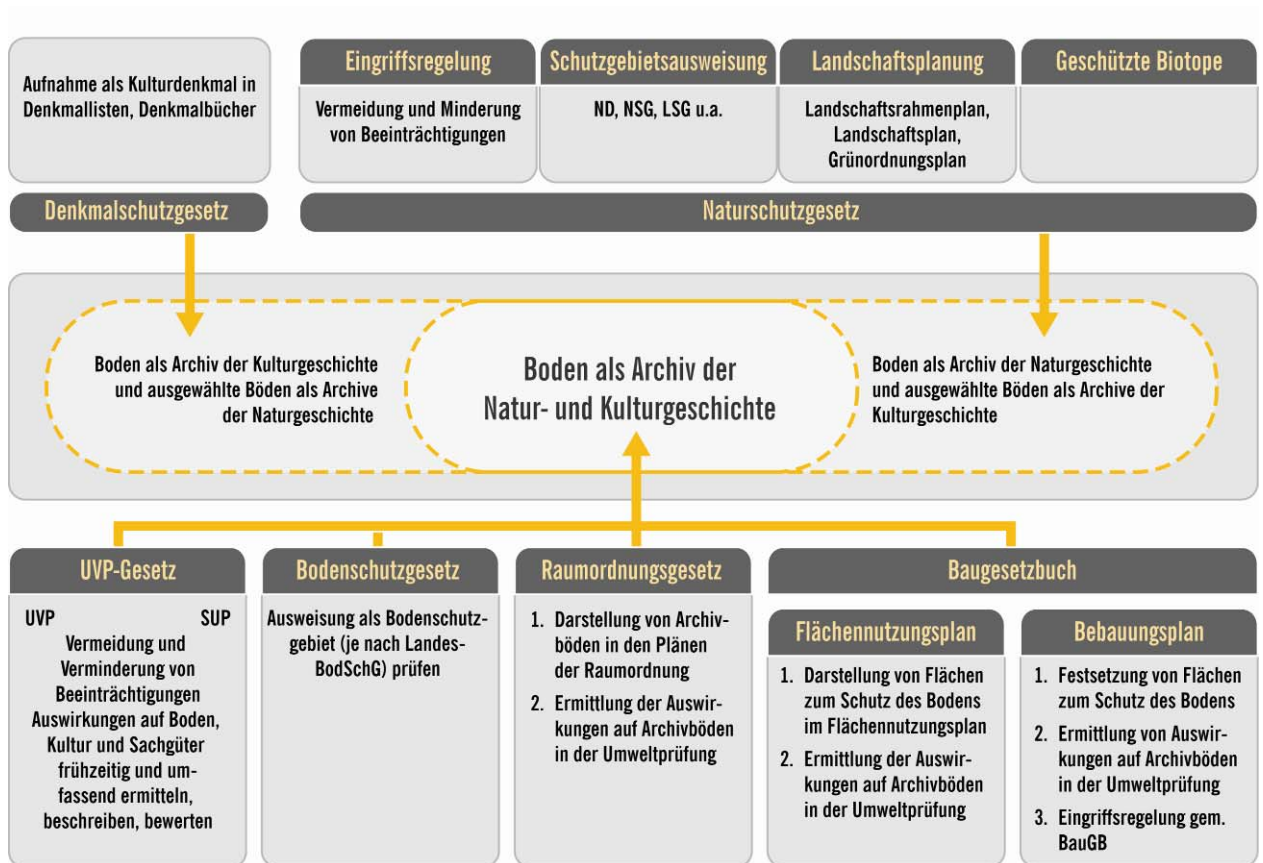 Aufnahme als Kulturdenkmal in
Denkmallisten, Denkmalbücher
Denkmalschutzgesetz
Eingriffsregelung
Vermeidung und Minderung
von Beeinträchtigungen
Schutzgebietsausweisung
ND, NSG, LSG u.a.
Landschaftsplanung
Landschaftsrahmenplan,
Landschaftsplan,
Grünordnungsplan
Geschützte Biotope
Naturschutzgesetz
Boden als Archiv der Kulturgeschichte
und ausgewählte Böden als Archive
der Naturgeschichte
Boden als Archiv der
Natur- und Kulturgeschichte
Boden als Archiv der Naturgeschichte
und ausgewählte Böden als Archive der
Kulturgeschichte
UVP-Gesetz
UVP SUP
Vermeidung und
Verminderung von
Beeinträchtigungen
Auswirkungen auf Boden,
Kultur und Sachgüter
frühzeitig und um-
fassend ermitteln,
beschreiben, bewerten
Bodenschutzgesetz
Ausweisung als Bodenschutz-
gebiet (je nach Landes-
BodSchG) prüfen
Raumordnungsgesetz
1. Darstellung von Archiv-
böden in den Plänen
der Raumordnung
2. Ermittlung der Auswir-
kungen auf Archivböden
in der Umweltprüfung
Baugesetzbuch
Flächennutzungsplan
1. Darstellung von Flächen
zum Schutz des Bodens
im Flächennutzungsplan
2. Ermittlung der Auswir-
kungen auf Archivböden
in der Umweltprüfung
Bebauungsplan
1. Festsetzung von Flächen
zum Schutz des Bodens
2. Ermittlung von Auswir-
kungen auf Archivböden
in der Umweltprüfung
3. Eingriffsregelung gem.
BauGB